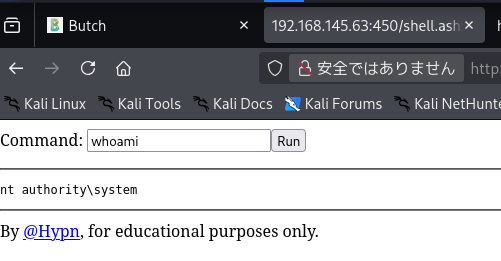 Butch
192.168.145.63:450/shell.ash
安全ではありません
Kali Linux Kali Tools Kali Docs Kali Forums Kali NetHunte
Command: whoami Run
nt authority\system
By @Hypn, for educational purposes only.